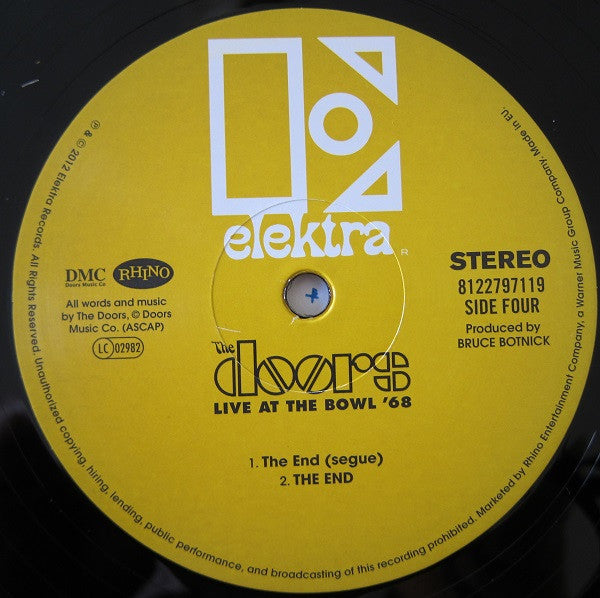 elektra
R
DMC
Doors Music Co
RHINO
All words and music
by The Doors, © Doors
Music Co. (ASCAP)
LC 02982
STEREO
8122797119
SIDE FOUR
Produced by
BRUCE BOTNICK
The
doors
LIVE AT THE BOWL '68
1. The End (segue)
2. THE END
℗ & © 2012 Elektra Records. All Rights Reserved. Unauthorized copying, hiring, lending, public performance, and broadcasting of this recording prohibited. Marketed by Rhino Entertainment Company, a Warner Music Group Company. Made in EU.